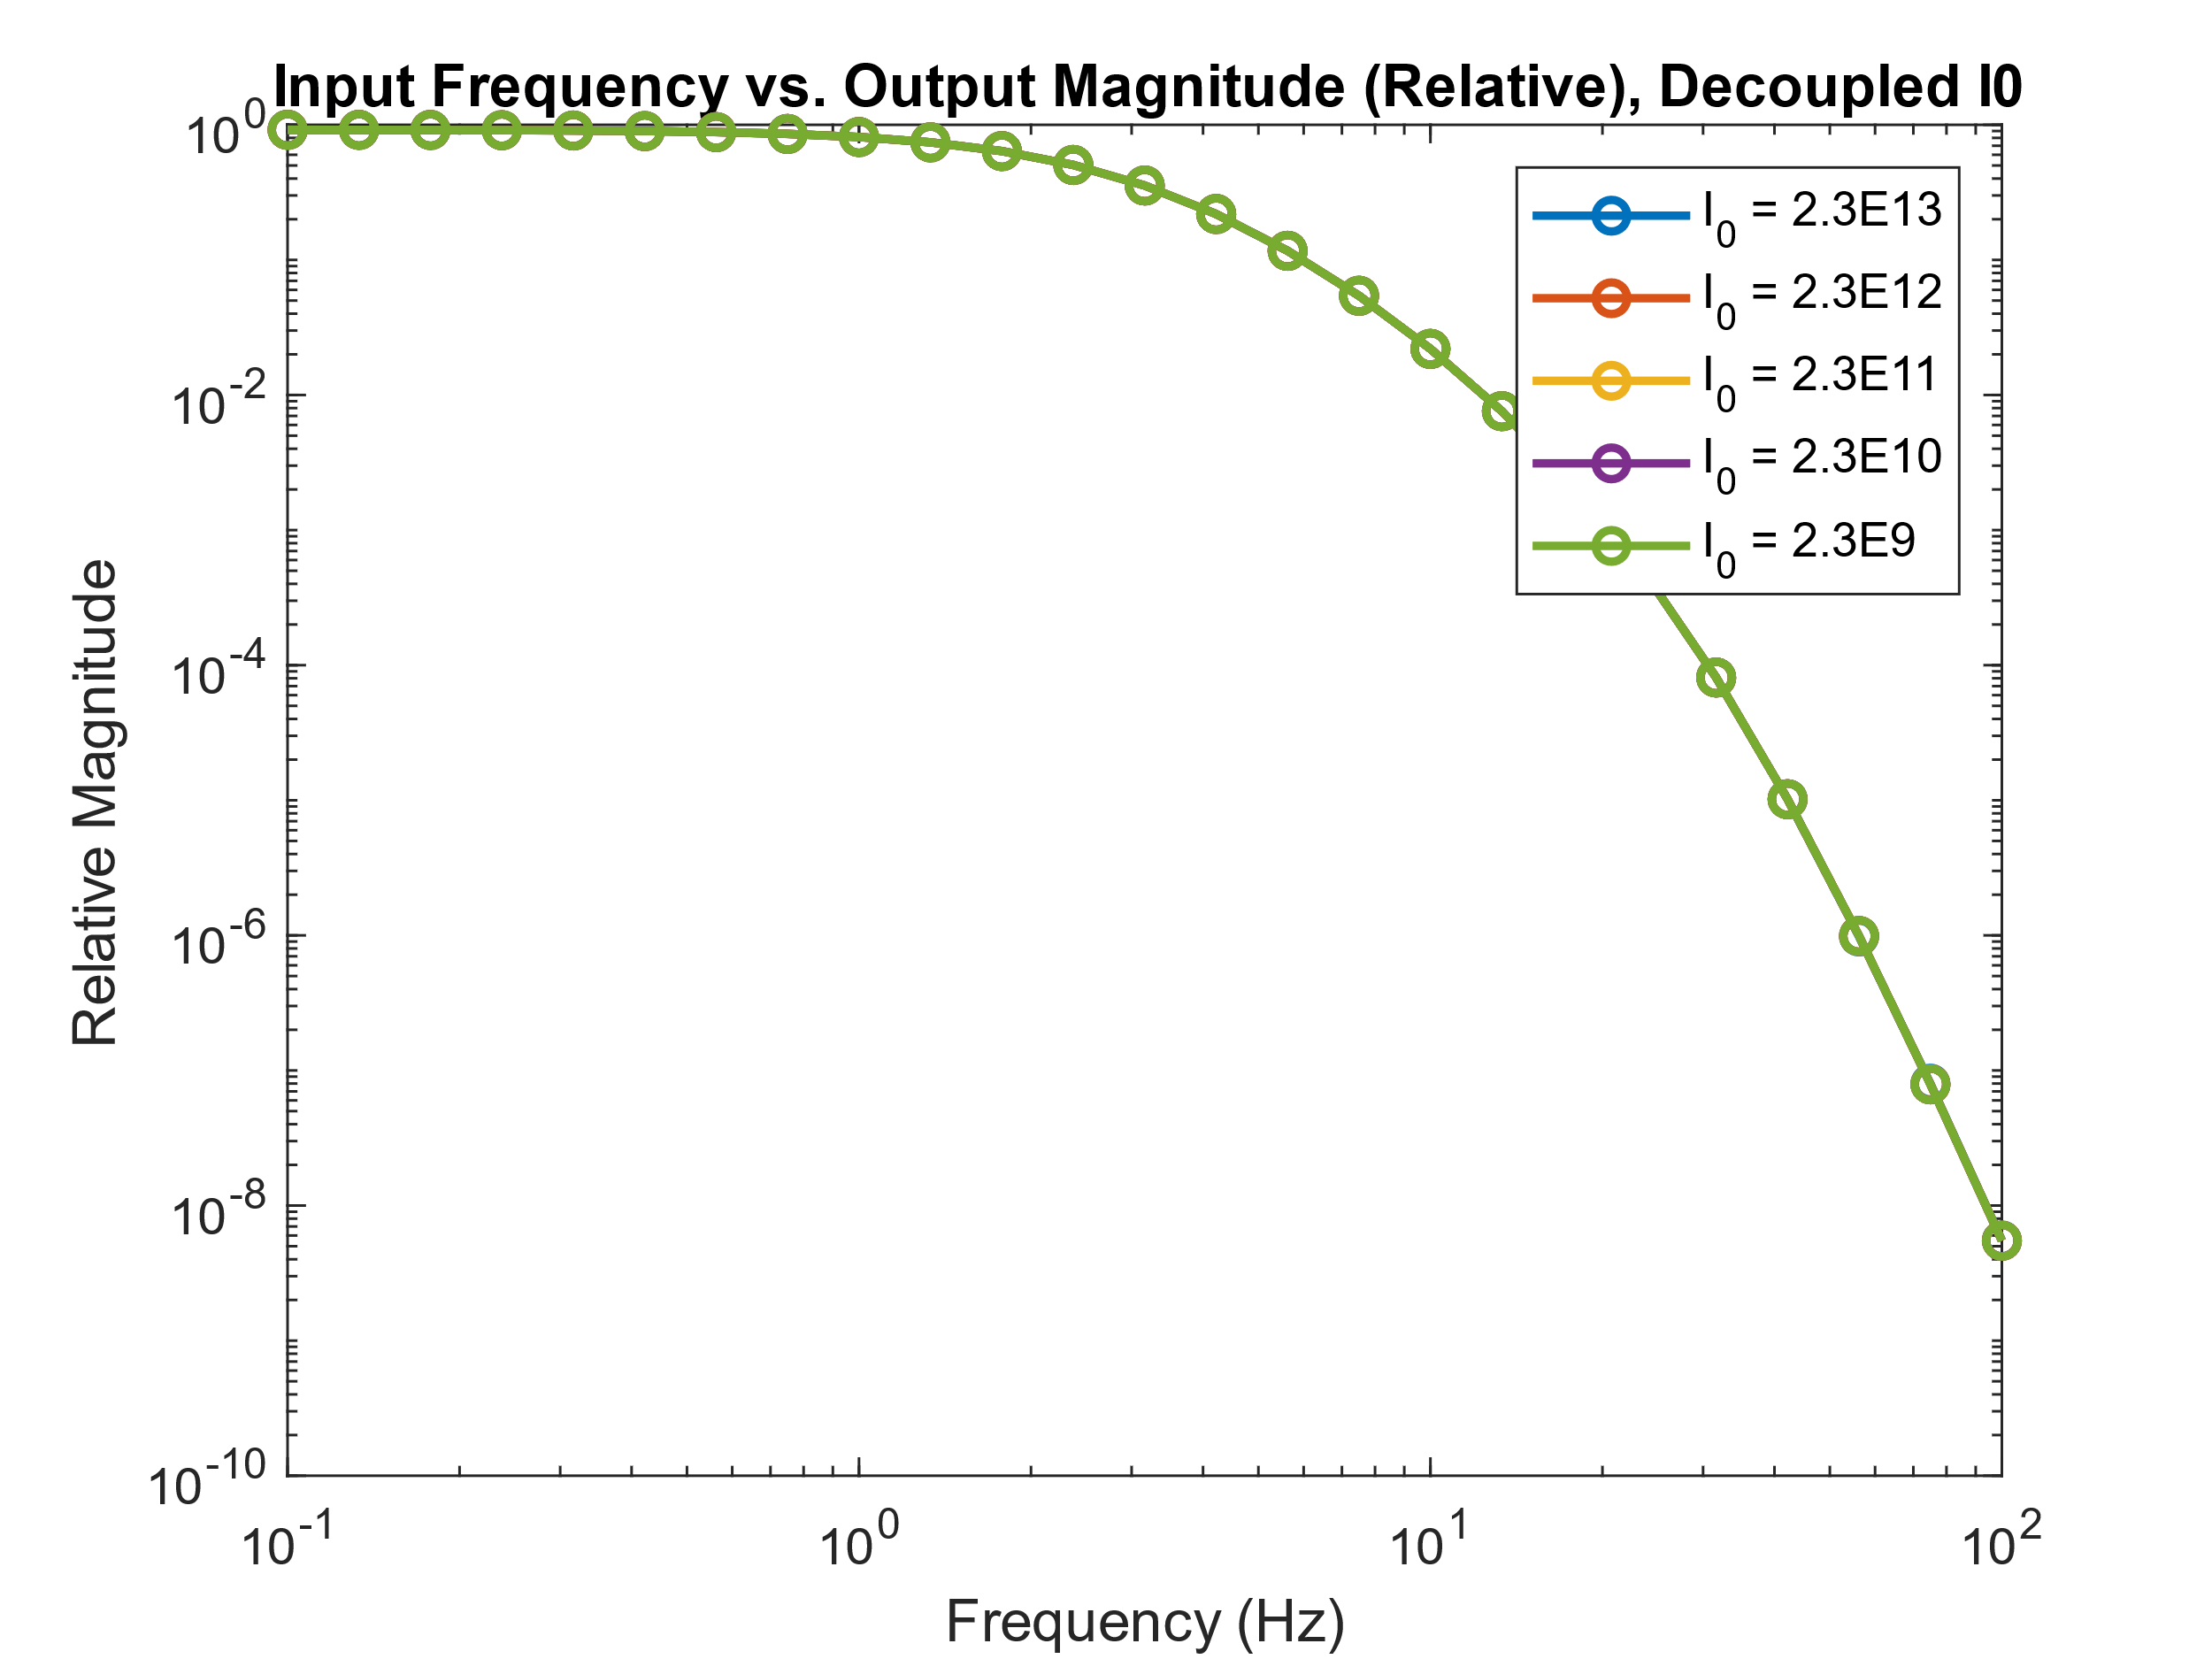 Input Frequency vs. Output Magnitude (Relative), Decoupled I0
10^0
10^-2
10^-4
10^-6
10^-8
10^-10
Relative Magnitude
I_0 = 2.3E13
I_0 = 2.3E12
I_0 = 2.3E11
I_0 = 2.3E10
I_0 = 2.3E9
10^-1 10^0 10^1 10^2
Frequency (Hz)